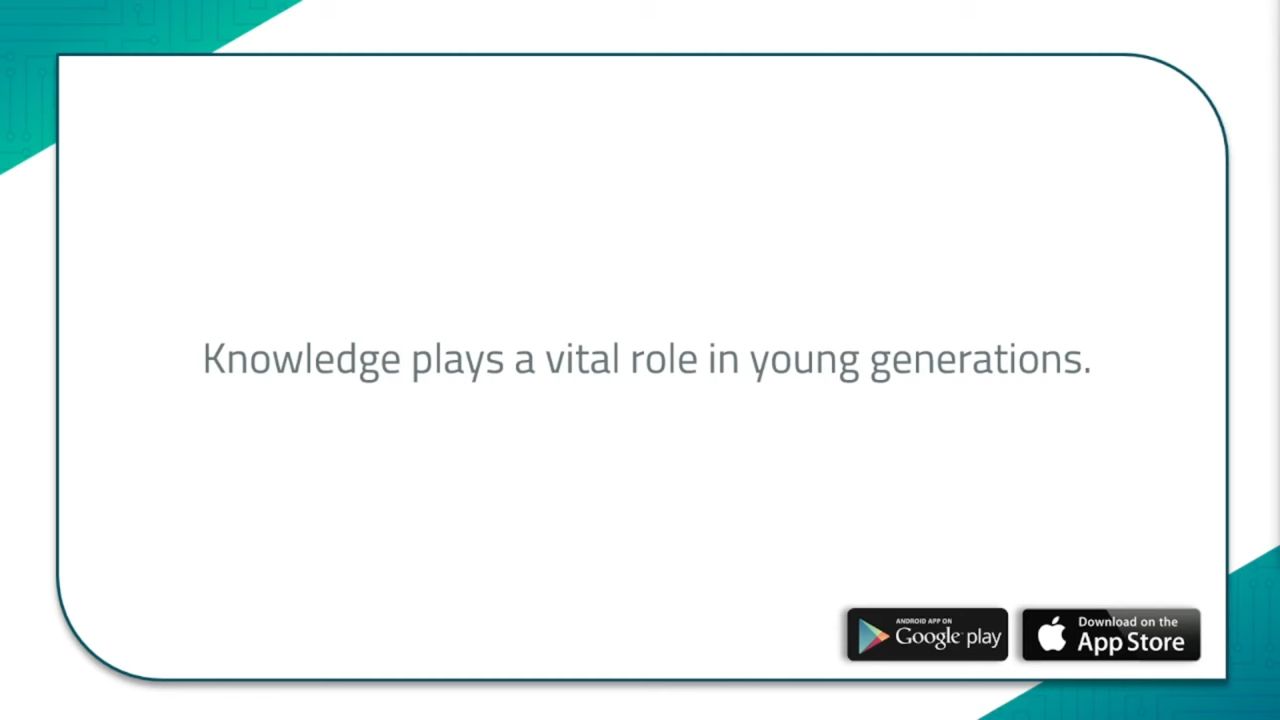 Knowledge plays a vital role in young generations.
ANDROID APP ON
Google play
Download on the
App Store